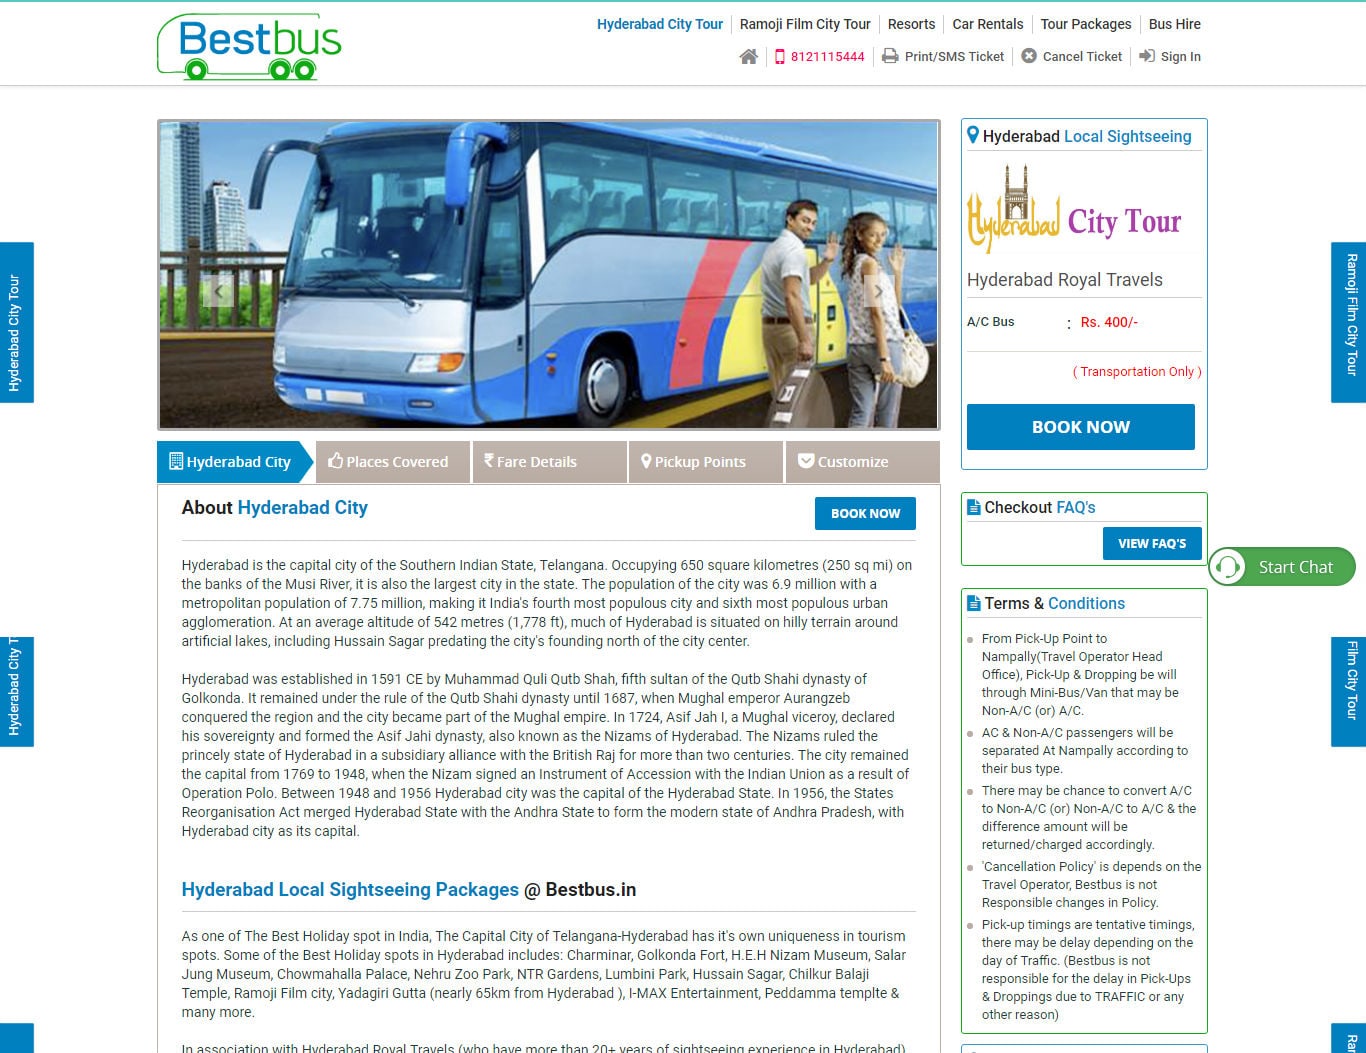 Bestbus
Hyderabad City Tour
Ramoji Film City Tour
Resorts
Car Rentals
Tour Packages
Bus Hire
8121115444
Print/SMS Ticket
Cancel Ticket
Sign In
Hyderabad City Tour
Ramoji Film City Tour
Hyderabad Local Sightseeing
Hyderabad City Tour
Hyderabad Royal Travels
A/C Bus : Rs. 400/-
( Transportation Only )
BOOK NOW
Hyderabad City
Places Covered
₹ Fare Details
Pickup Points
Customize
About Hyderabad City
BOOK NOW
Hyderabad is the capital city of the Southern Indian State, Telangana. Occupying 650 square kilometres (250 sq mi) on
the banks of the Musi River, it is also the largest city in the state. The population of the city was 6.9 million with a
metropolitan population of 7.75 million, making it India's fourth most populous city and sixth most populous urban
agglomeration. At an average altitude of 542 metres (1,778 ft), much of Hyderabad is situated on hilly terrain around
artificial lakes, including Hussain Sagar predating the city's founding north of the city center.
Hyderabad was established in 1591 CE by Muhammad Quli Qutb Shah, fifth sultan of the Qutb Shahi dynasty of
Golkonda. It remained under the rule of the Qutb Shahi dynasty until 1687, when Mughal emperor Aurangzeb
conquered the region and the city became part of the Mughal empire. In 1724, Asif Jah I, a Mughal viceroy, declared
his sovereignty and formed the Asif Jahi dynasty, also known as the Nizams of Hyderabad. The Nizams ruled the
princely state of Hyderabad in a subsidiary alliance with the British Raj for more than two centuries. The city remained
the capital from 1769 to 1948, when the Nizam signed an Instrument of Accession with the Indian Union as a result of
Operation Polo. Between 1948 and 1956 Hyderabad city was the capital of the Hyderabad State. In 1956, the States
Reorganisation Act merged Hyderabad State with the Andhra State to form the modern state of Andhra Pradesh, with
Hyderabad city as its capital.
Hyderabad Local Sightseeing Packages @ Bestbus.in
As one of The Best Holiday spot in India, The Capital City of Telangana-Hyderabad has it's own uniqueness in tourism
spots. Some of the Best Holiday spots in Hyderabad includes: Charminar, Golkonda Fort, H.E.H Nizam Museum, Salar
Jung Museum, Chowmahalla Palace, Nehru Zoo Park, NTR Gardens, Lumbini Park, Hussain Sagar, Chilkur Balaji
Temple, Ramoji Film city, Yadagiri Gutta (nearly 65km from Hyderabad ), I-MAX Entertainment, Peddamma templte &
many more.
In association with Hyderabad Royal Travels (who have more than 20+ years of sightseeing experience in Hyderabad)
Checkout FAQ's
VIEW FAQ'S
Start Chat
Terms & Conditions
From Pick-Up Point to
Nampally(Travel Operator Head
Office), Pick-Up & Dropping be will
through Mini-Bus/Van that may be
Non-A/C (or) A/C.
AC & Non-A/C passengers will be
separated At Nampally according to
their bus type.
There may be chance to convert A/C
to Non-A/C (or) Non-A/C to A/C & the
difference amount will be
returned/charged accordingly.
'Cancellation Policy' is depends on the
Travel Operator, Bestbus is not
Responsible changes in Policy.
Pick-up timings are tentative timings,
there may be delay depending on the
day of Traffic. (Bestbus is not
responsible for the delay in Pick-Ups
& Droppings due to TRAFFIC or any
other reason)
Hyderabad City T
Film City Tour
Ra